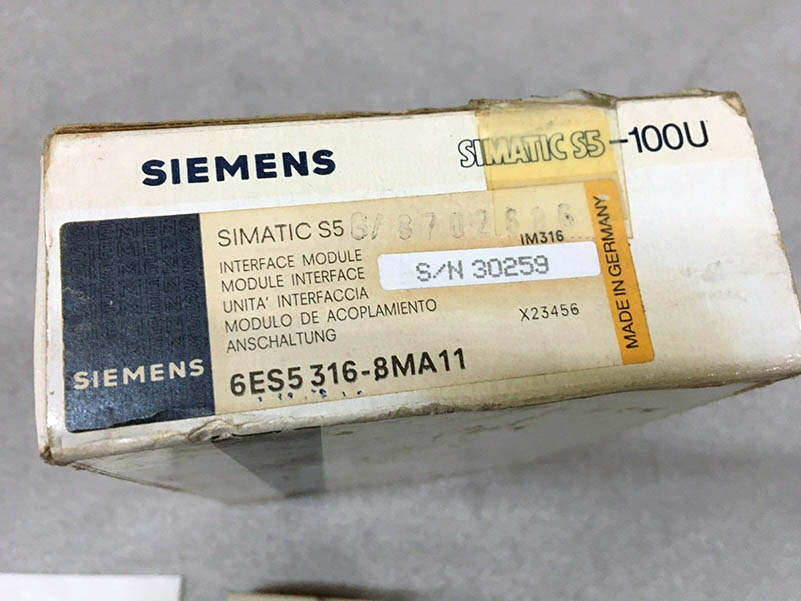 SIEMENS
SIMATIC S5-100U
SIMATIC S5
IM316
INTERFACE MODULE
MODULE INTERFACE
UNITA' INTERFACCIA
MODULO DE ACOPLAMIENTO
ANSCHALTUNG
S/N 30259
X23456
6ES5 316-8MA11
SIEMENS
MADE IN GERMANY